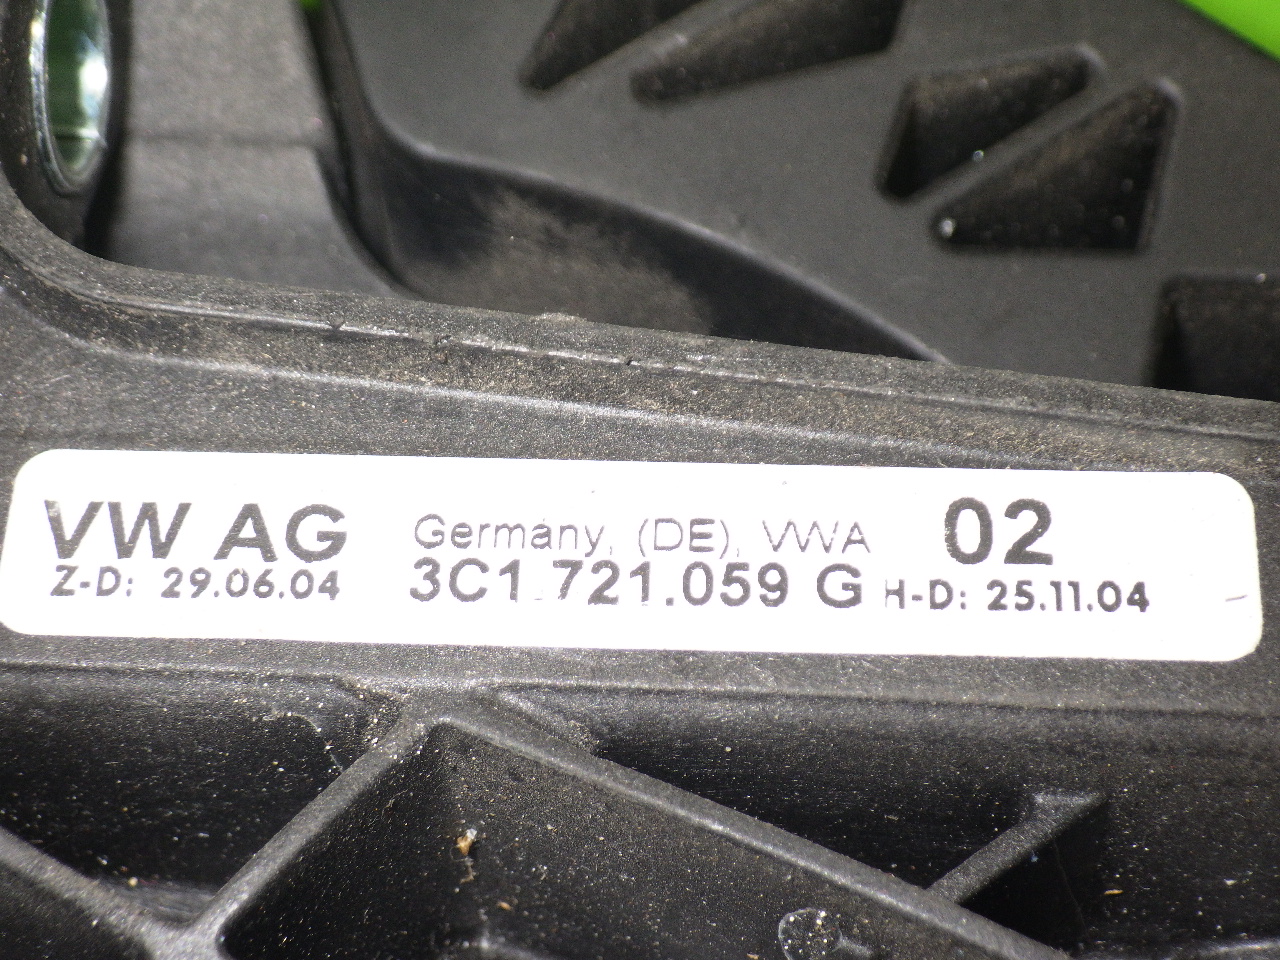 VW AG Germany, (DE), VWA 02
Z-D: 29.06.04 3C1.721.059 G H-D: 25.11.04